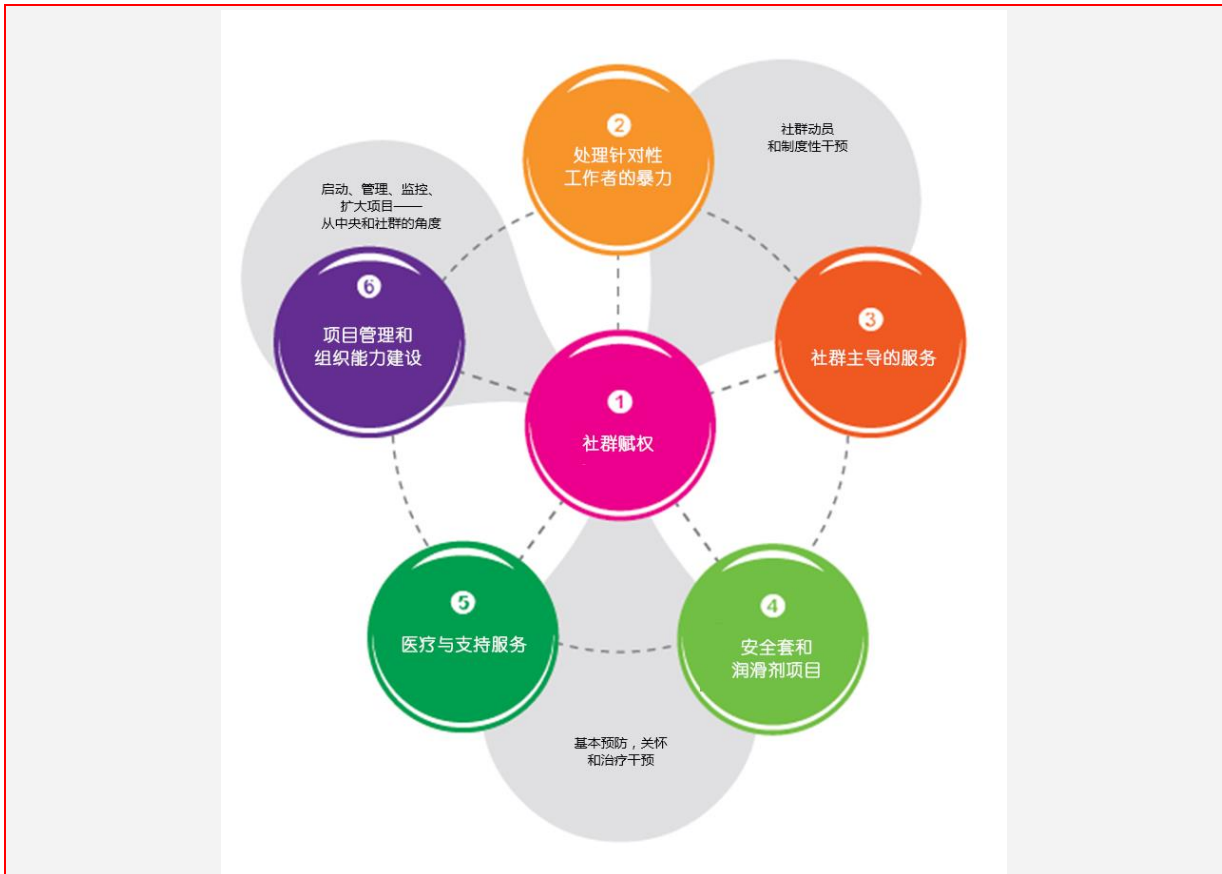 2
处理针对性
工作者的暴力
社群动员
和制度性干预
启动、管理、监控、
扩大项目——
从中央和社群的角度
6
项目管理和
组织能力建设
3
社群主导的服务
1
社群赋权
5
医疗与支持服务
4
安全套和
润滑剂项目
基本预防，关怀
和治疗干预